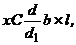 xC d/d₁ b × l,